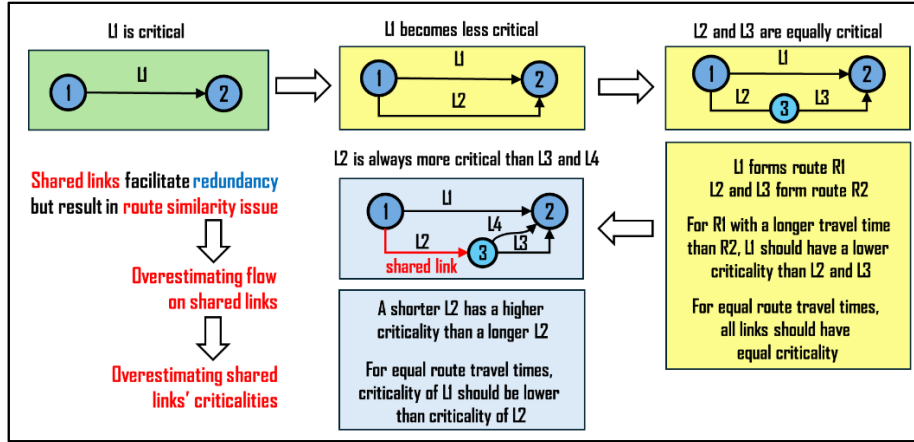 L1 is critical
1
L1
2
L1 becomes less critical
1
L1
2
L2
L2 and L3 are equally critical
1
L1
2
L2
3
L3
Shared links facilitate redundancy
but result in route similarity issue
Overestimating flow
on shared links
Overestimating shared
links' criticalities
L2 is always more critical than L3 and L4
1
L1
2
L4
L2
3
L3
shared link
A shorter L2 has a higher
criticality than a longer L2
For equal route travel times,
criticality of L1 should be lower
than criticality of L2
L1 forms route R1
L2 and L3 form route R2
For R1 with a longer travel time
than R2, L1 should have a lower
criticality than L2 and L3
For equal route travel times,
all links should have
equal criticality